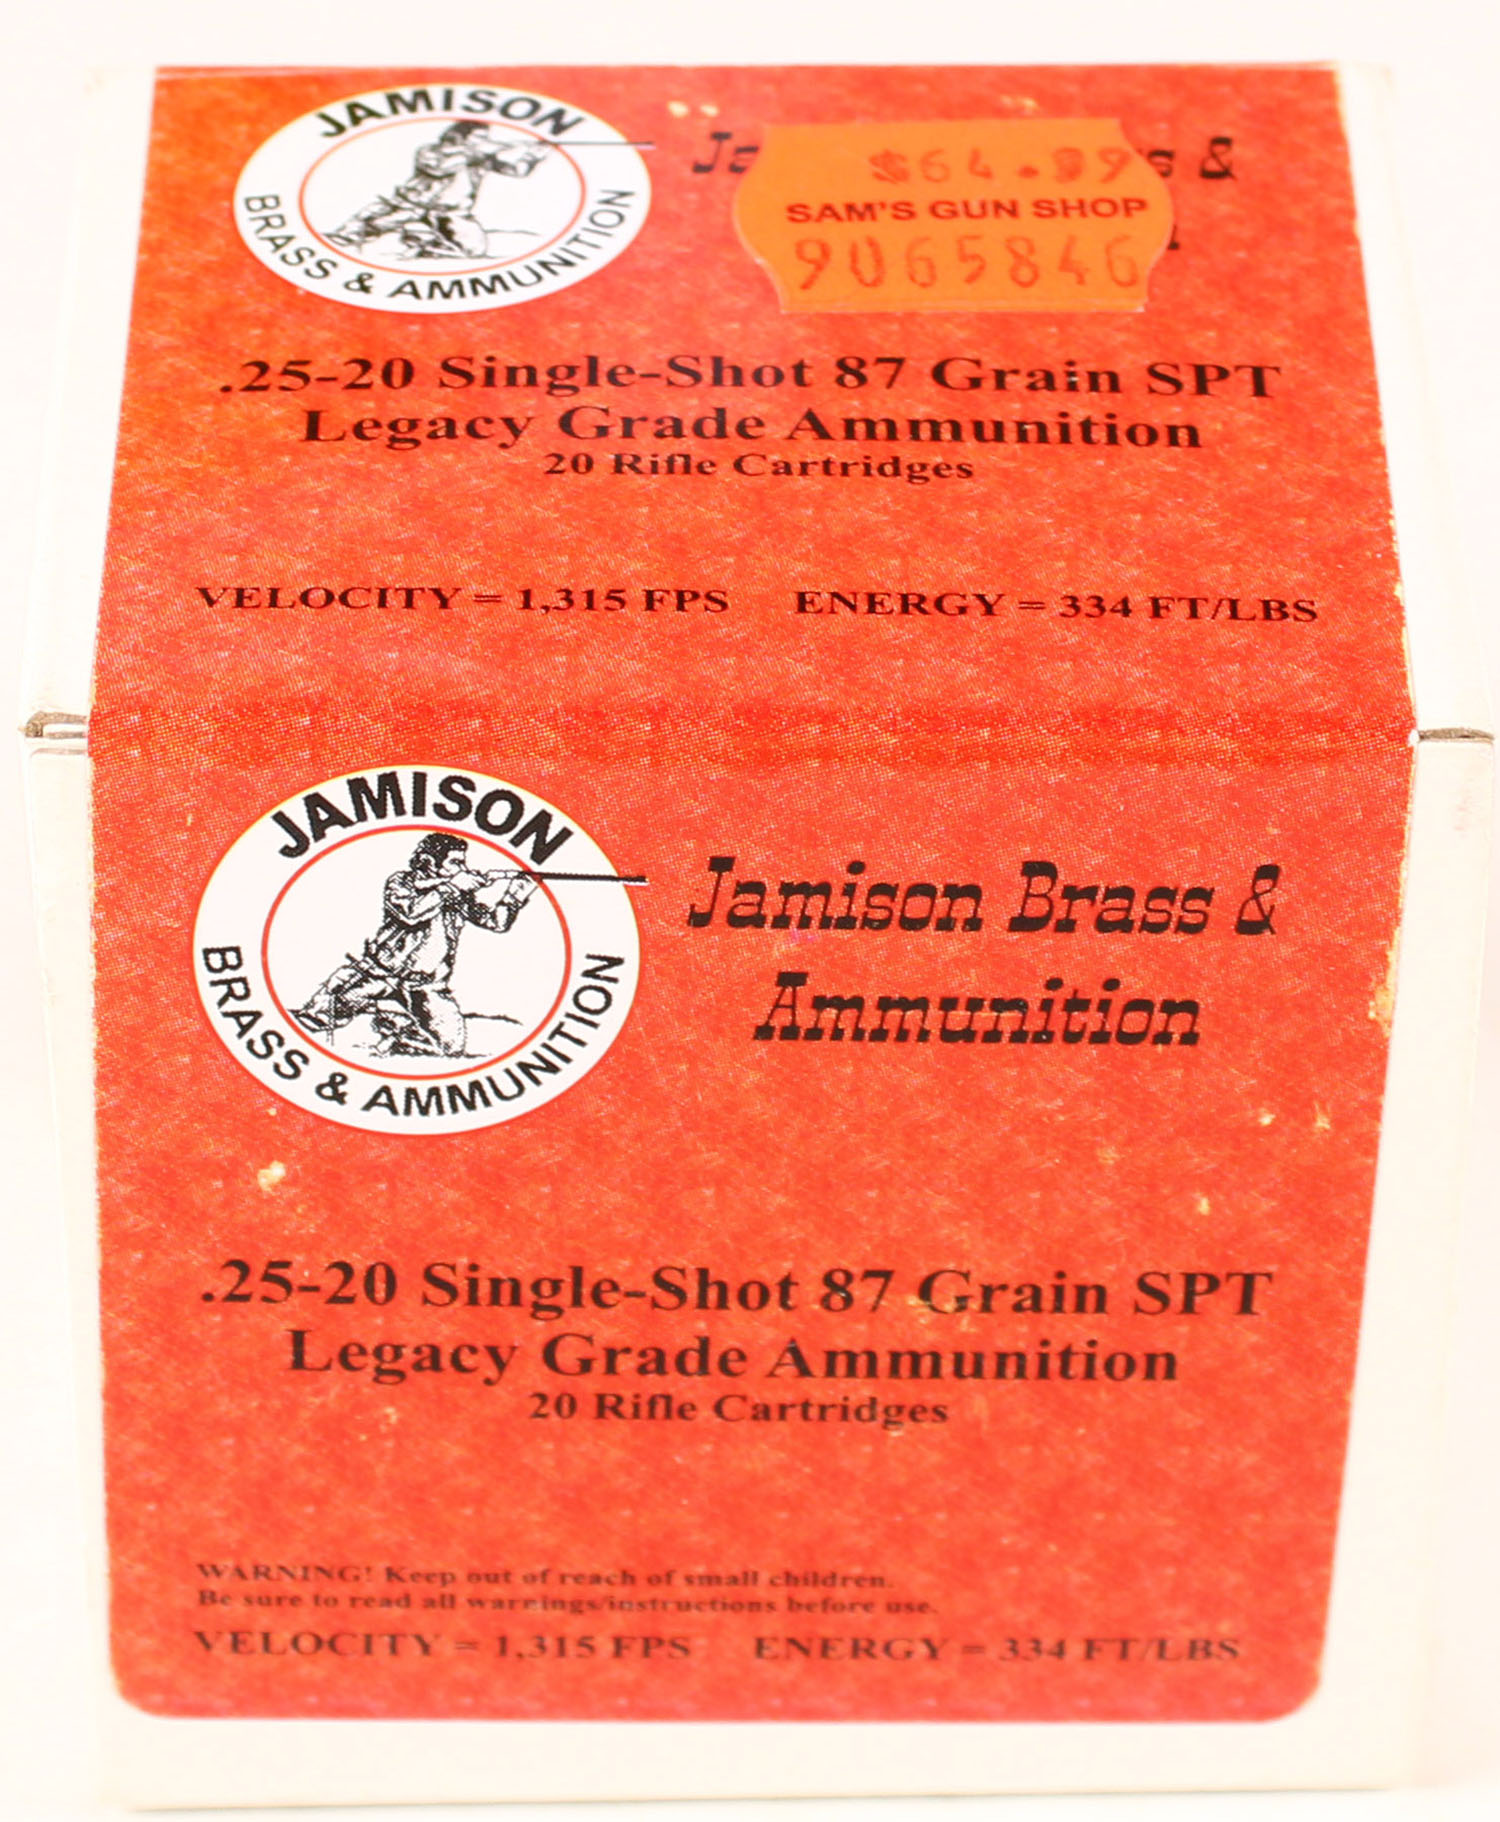 JAMISON
BRASS & AMMUNITION
&
$64.99
SAM'S GUN SHOP
9065846
.25-20 Single-Shot 87 Grain SPT
Legacy Grade Ammunition
20 Rifle Cartridges
VELOCITY = 1,315 FPS ENERGY = 334 FT/LBS
JAMISON
BRASS & AMMUNITION
Jamison Brass &
Ammunition
.25-20 Single-Shot 87 Grain SPT
Legacy Grade Ammunition
20 Rifle Cartridges
WARNING! Keep out of reach of small children.
Be sure to read all warnings/instructions before use.
VELOCITY = 1,315 FPS ENERGY = 334 FT/LBS